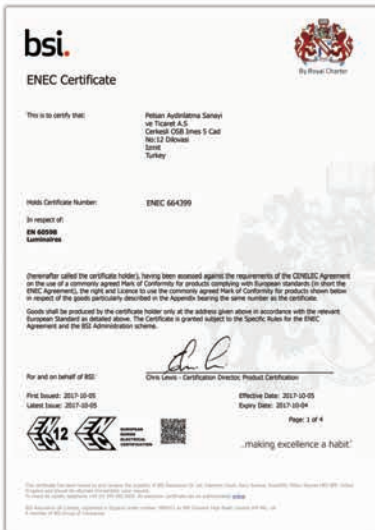 bsi.
By Royal Charter
ENEC Certificate
This is to certify that:
Pelsan Aydinlatma Sanayi
ve Ticaret A.S
Cerkesli OSB Imes 5 Cad
No:12 Dilovasi
Izmit
Turkey
Holds Certificate Number:
ENEC 664399
In respect of:
EN 60598
Luminaires
(hereinafter called the certificate holder), having been assessed against the requirements of the CENELEC Agreement
on the use of a commonly agreed Mark of Conformity for products complying with European standards (in short the
ENEC Agreement), the right and Licence to use the commonly agreed Mark of Conformity for products shown below
in respect of the goods particularly described in the Appendix bearing the same number as the certificate.
Goods shall be produced by the certificate holder only at the address given above in accordance with the relevant
European Standard as detailed above. The Certificate is granted subject to the Specific Rules for the ENEC
Agreement and the BSI Administration scheme.
For and on behalf of BSI:
Chris Lewis - Certification Director, Product Certification
First Issued: 2017-10-05
Effective Date: 2017-10-05
Latest Issue: 2017-10-05
Expiry Date: 2017-10-04
Page: 1 of 4
ENEC 12
ENEC
EUROPEAN
NORMS
ELECTRICAL
CERTIFICATION
...making excellence a habit.